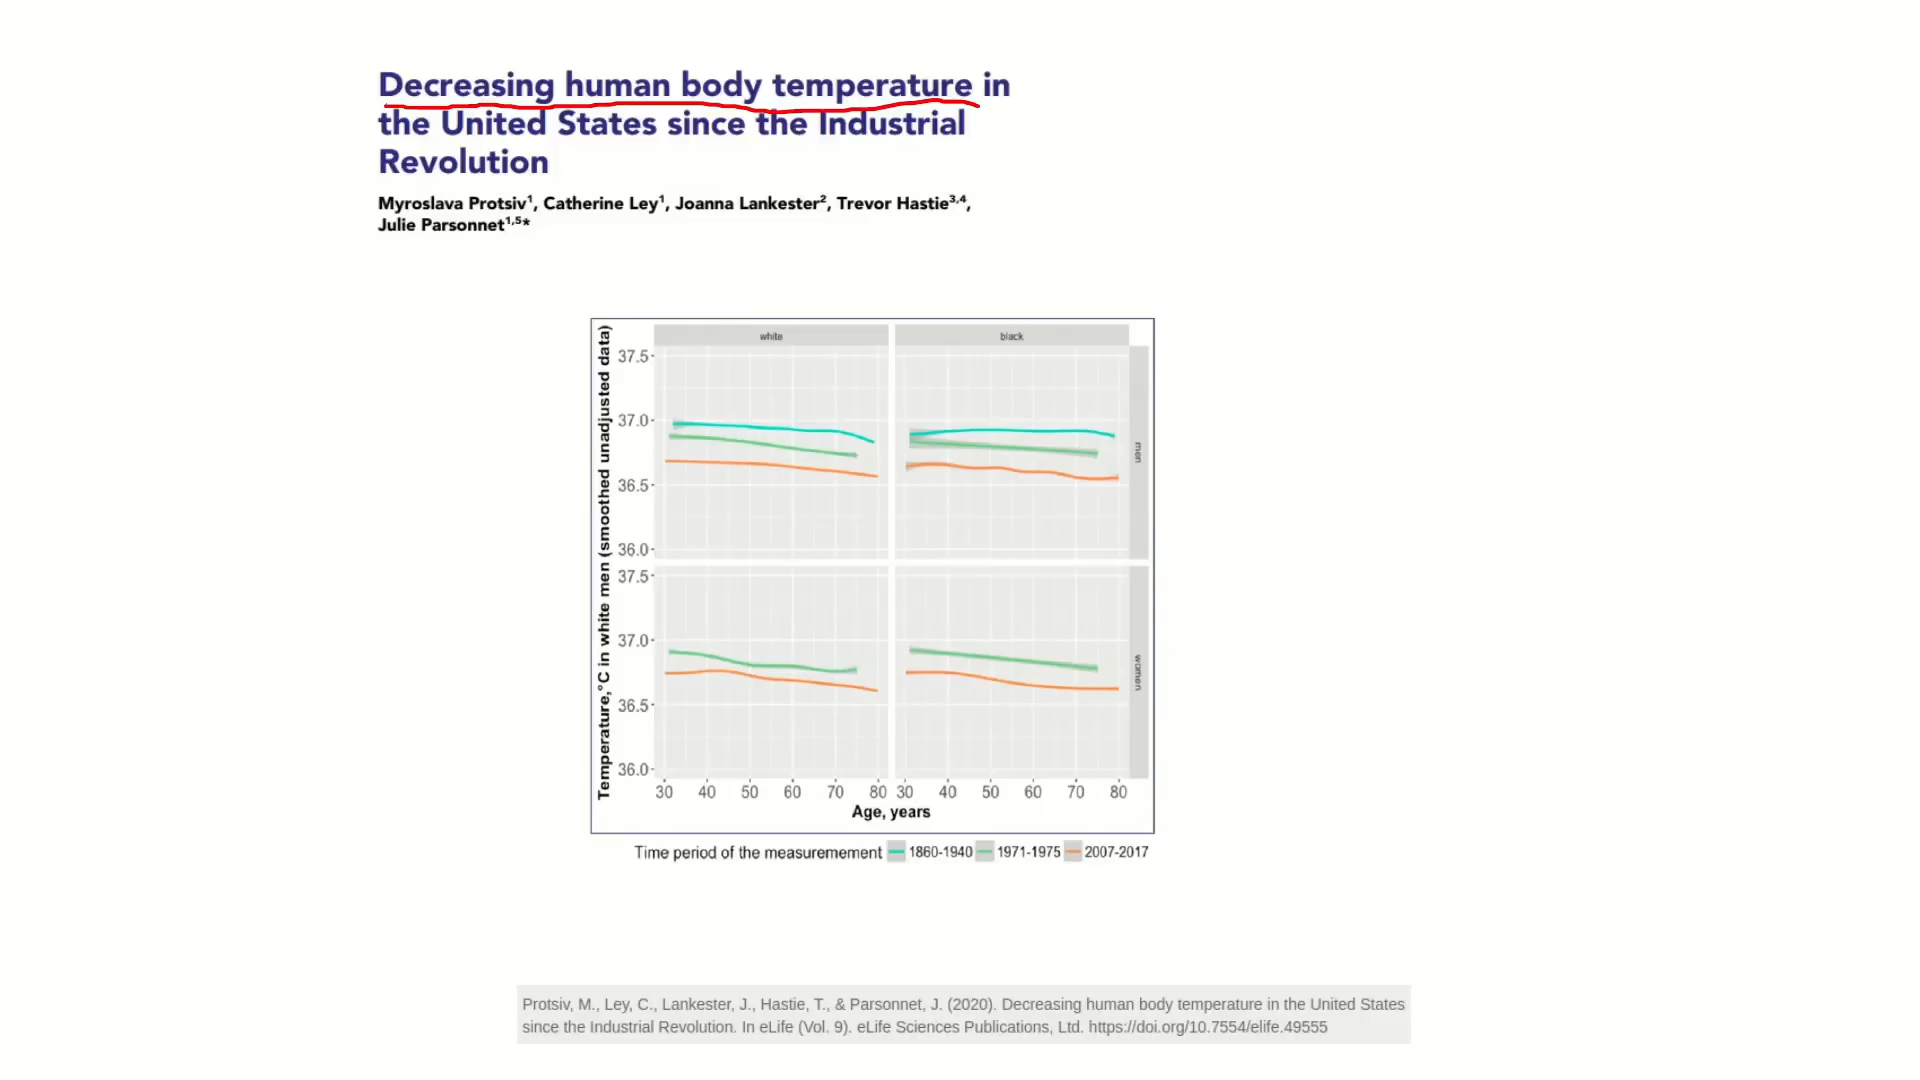 Decreasing human body temperature in
the United States since the Industrial
Revolution
Myroslava Protsiv1, Catherine Ley1, Joanna Lankester2, Trevor Hastie3,4,
Julie Parsonnet1,5*
Temperature,°C in white men (smoothed unadjusted data)
white
black
37.5
37.0
36.5
36.0
men
37.5
37.0
36.5
36.0
women
30 40 50 60 70 80 30 40 50 60 70 80
Age, years
Time period of the measuremement 1860-1940 1971-1975 2007-2017
Protsiv, M., Ley, C., Lankester, J., Hastie, T., & Parsonnet, J. (2020). Decreasing human body temperature in the United States
since the Industrial Revolution. In eLife (Vol. 9). eLife Sciences Publications, Ltd. https://doi.org/10.7554/elife.49555